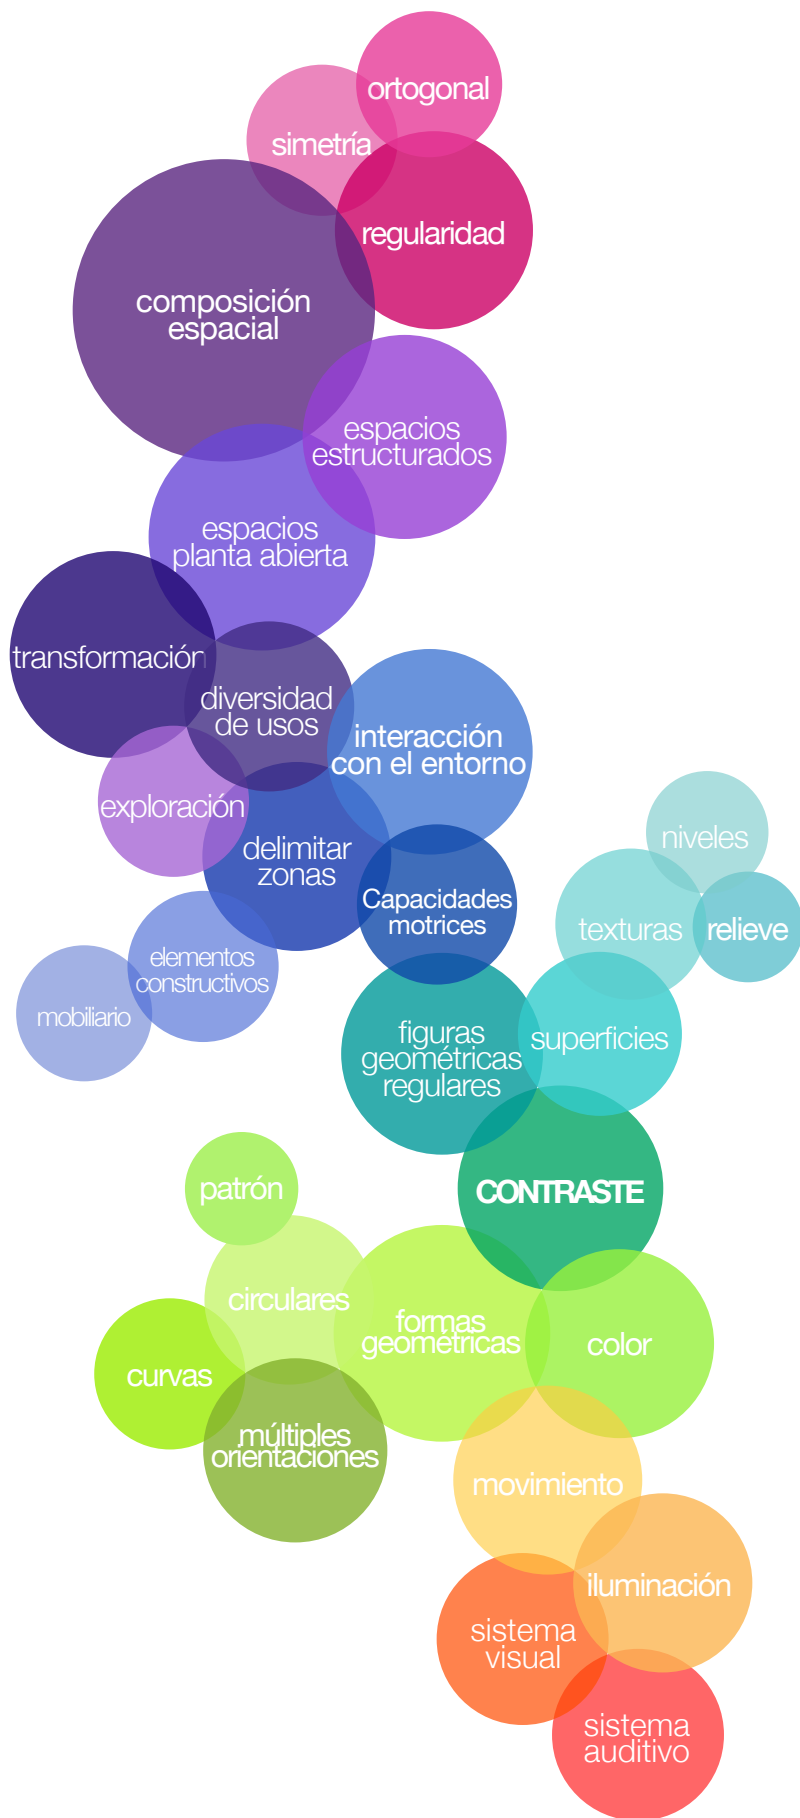 ortogonal
simetría
regularidad
composición
espacial
espacios
estructurados
espacios
planta abierta
transformación
diversidad
de usos
interacción
con el entorno
exploración
delimitar
zonas
niveles
Capacidades
motrices
texturas
relieve
elementos
constructivos
mobiliario
figuras
geométricas
regulares
superficies
patrón
CONTRASTE
circulares
formas
geométricas
color
curvas
múltiples
orientaciones
movimiento
iluminación
sistema
visual
sistema
auditivo